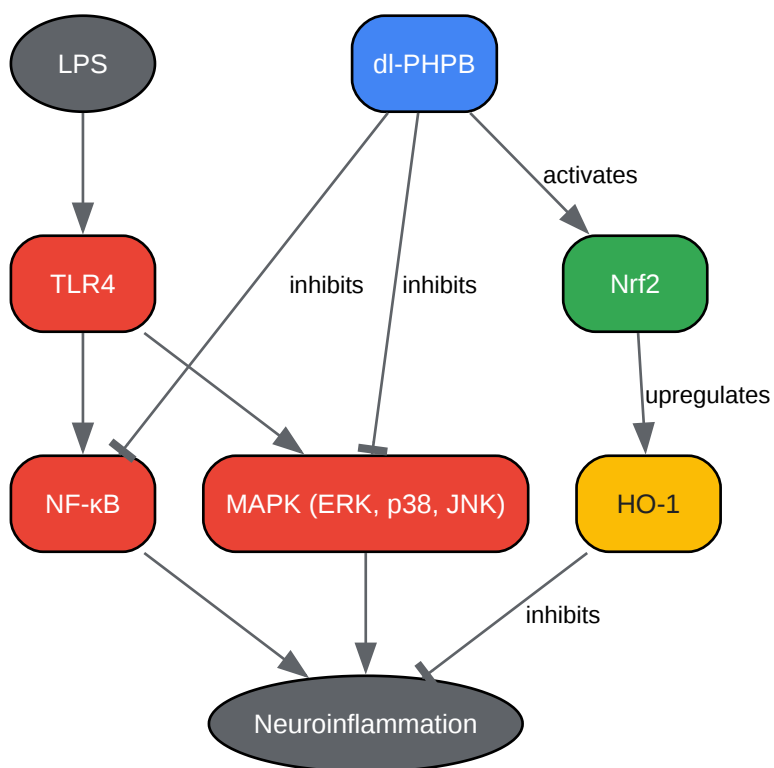 LPS
dl-PHPB
activates
TLR4
inhibits
inhibits
Nrf2
upregulates
NF-κB
MAPK (ERK, p38, JNK)
HO-1
inhibits
Neuroinflammation